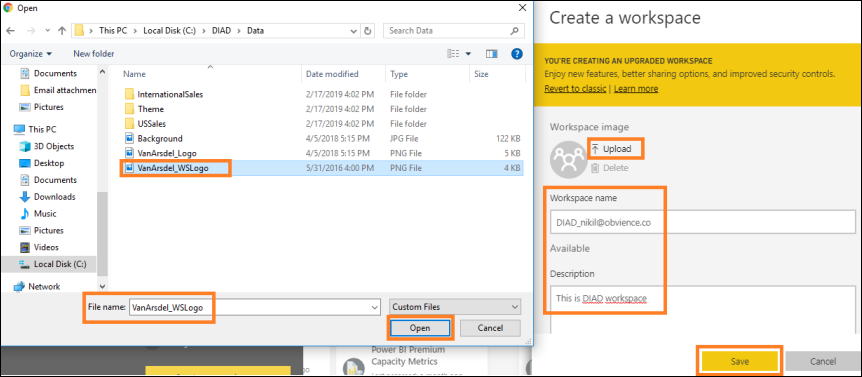 Open
This PC > Local Disk (C:) > DIAD > Data
Search Data
Organize
New folder
Name
Date modified
Type
Size
Documents
Email attachmen
Pictures
This PC
3D Objects
Desktop
Documents
Downloads
Music
Pictures
Videos
Local Disk (C:)
Network
InternationalSales 2/17/2019 4:02 PM File folder
Theme 2/17/2019 4:02 PM File folder
USSales 2/17/2019 4:02 PM File folder
Background 4/5/2018 5:15 PM JPG File 122 KB
VanArsdel_Logo 4/5/2018 5:15 PM PNG File 5 KB
VanArsdel_WSLogo 5/31/2016 4:00 PM PNG File 4 KB
File name: VanArsdel_WSLogo
Custom Files
Open
Cancel
Power BI Premium
Capacity Metrics
Create a workspace
YOU'RE CREATING AN UPGRADED WORKSPACE
Enjoy new features, better sharing options, and improved security controls.
Revert to classic | Learn more
Workspace image
Upload
Delete
Workspace name
DIAD_nikil@obvience.co
Available
Description
This is DIAD workspace
Save
Cancel